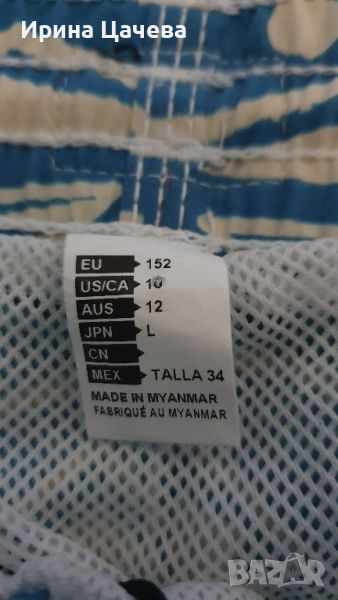 Ирина Цачева
EU 152
US/CA 10
AUS 12
JPN L
CN
MEX TALLA 34
MADE IN MYANMAR
FABRIQUÉ AU MYANMAR
BAZAR